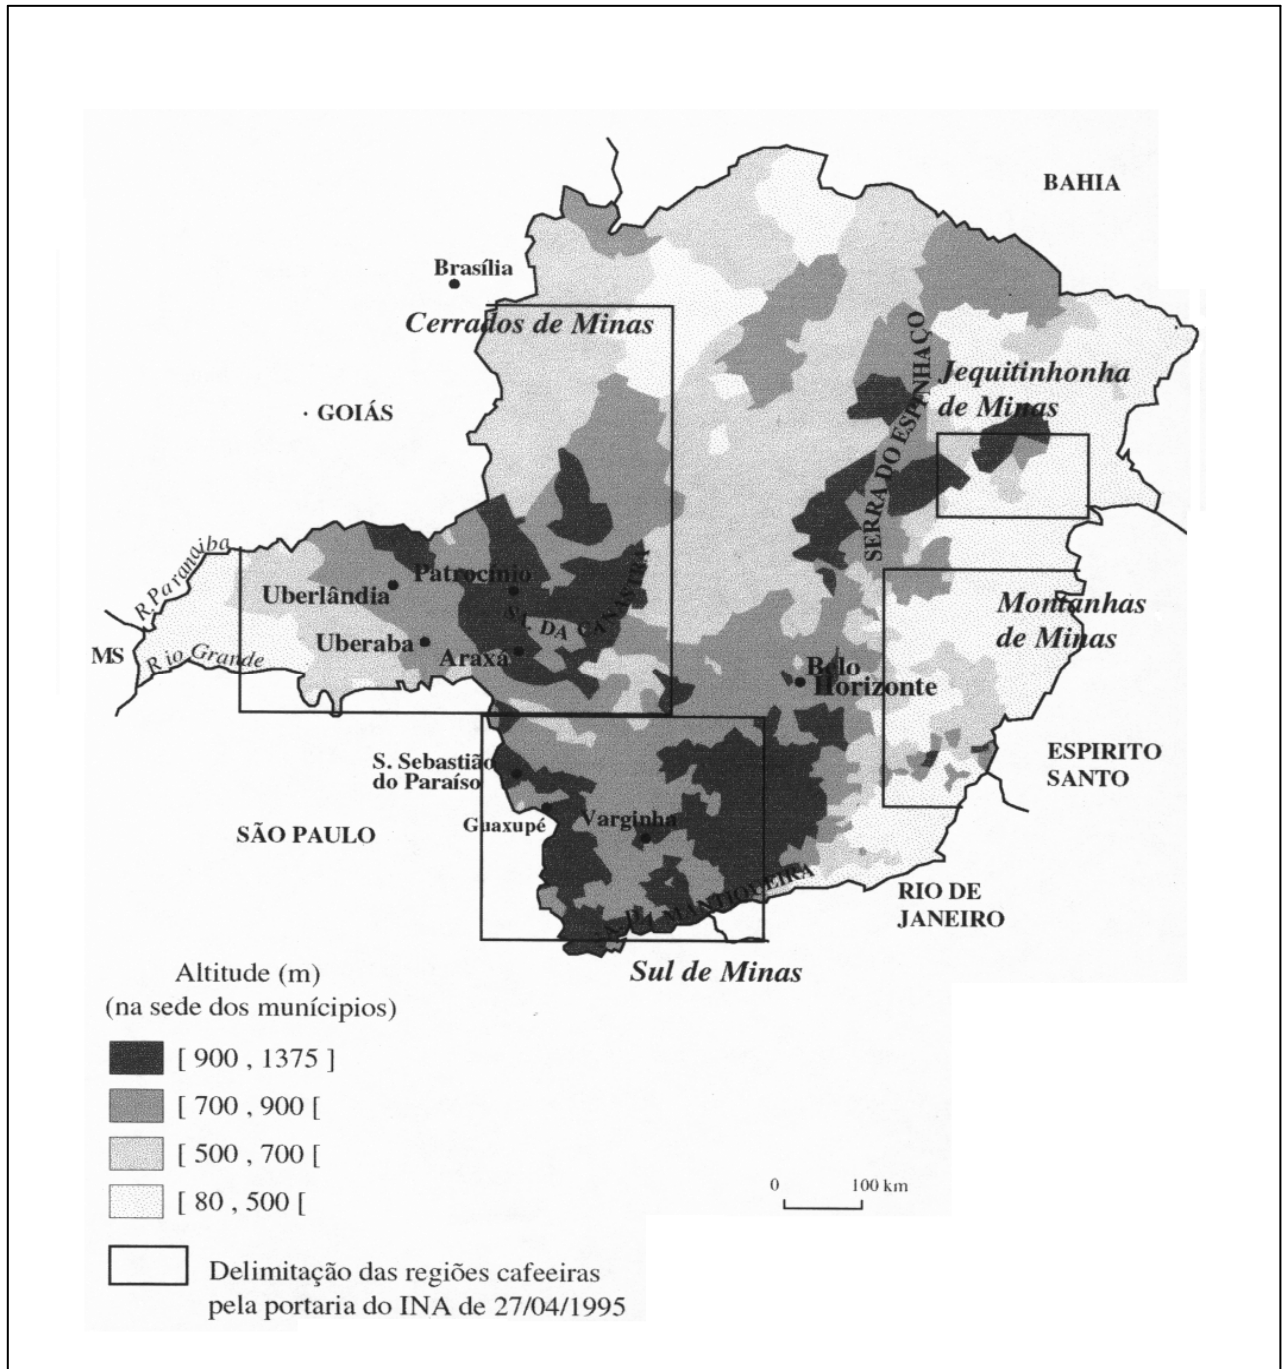 BAHIA
Brasília
Cerrados de Minas
GOIÁS
SERRA DO ESPINHAÇO
Jequitinhonha
de Minas
R.Paranaiba
Patrocínio
Uberlândia
SA. DA CANASTRA
Montanhas
de Minas
Uberaba
MS
Rio Grande
Araxá
Belo
Horizonte
S. Sebastião
do Paraíso
ESPIRITO
SANTO
Guaxupé
Varginha
SÃO PAULO
MANTIQUEIRA
RIO DE
JANEIRO
Sul de Minas
Altitude (m)
(na sede dos munícipios)
[ 900 , 1375 ]
[ 700 , 900 [
[ 500 , 700 [
[ 80 , 500 [
0 100 km
Delimitação das regiões cafeeiras
pela portaria do INA de 27/04/1995